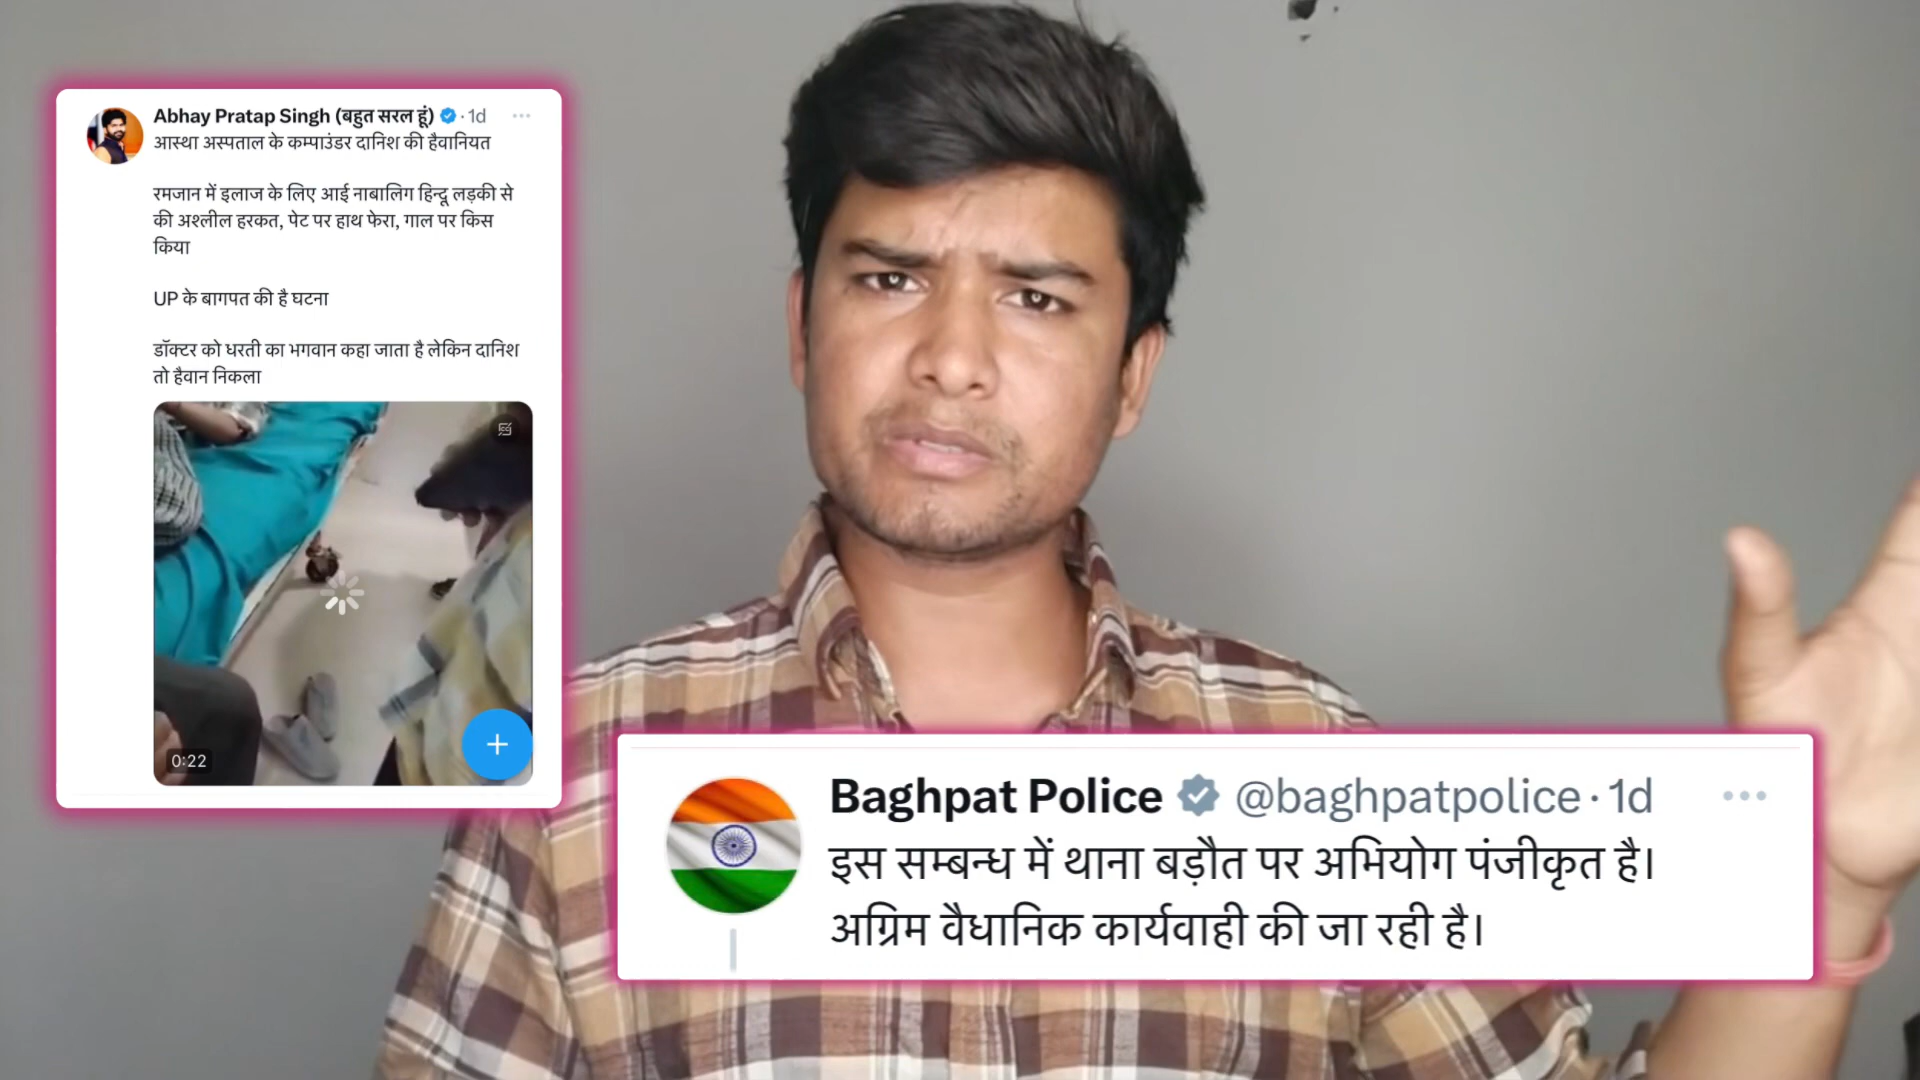 Abhay Pratap Singh (बहुत सरल हूं) · 1d
आस्था अस्पताल के कम्पाउंडर दानिश की हैवानियत
रमजान में इलाज के लिए आई नाबालिग हिन्दू लड़की से
की अश्लील हरकत, पेट पर हाथ फेरा, गाल पर किस
किया
UP के बागपत की है घटना
डॉक्टर को धरती का भगवान कहा जाता है लेकिन दानिश
तो हैवान निकला
0:22
Baghpat Police @baghpatpolice · 1d
इस सम्बन्ध में थाना बड़ौत पर अभियोग पंजीकृत है।
अग्रिम वैधानिक कार्यवाही की जा रही है।